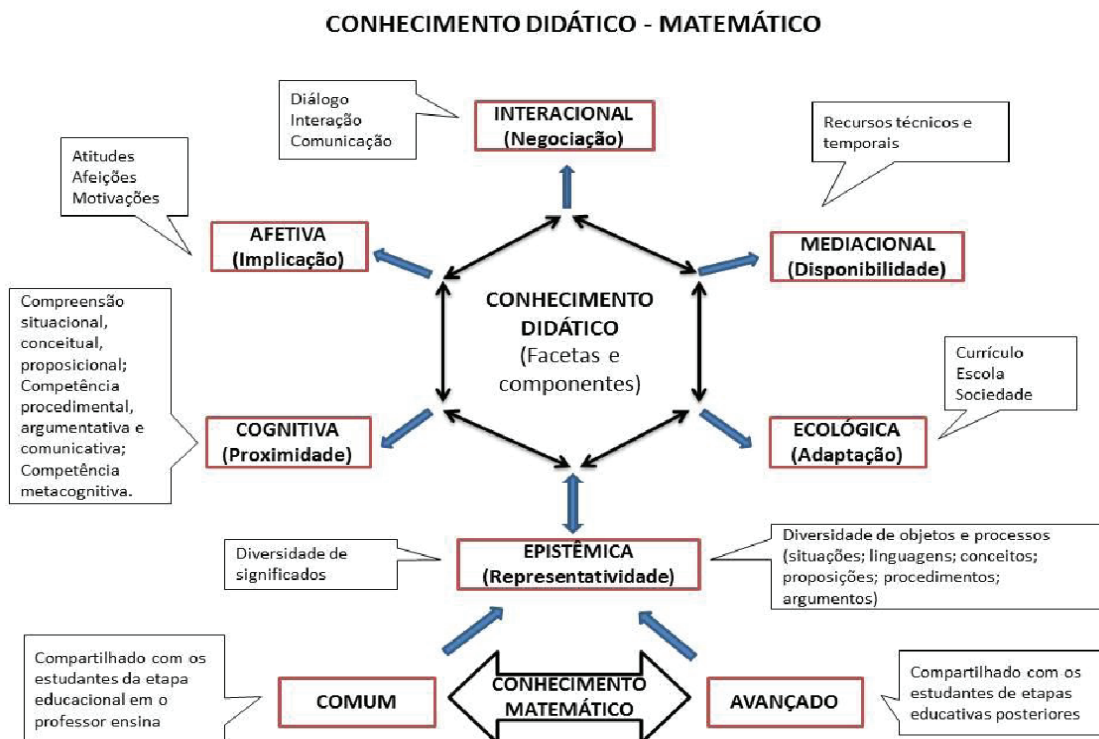 CONHECIMENTO DIDÁTICO - MATEMÁTICO
Diálogo
Interação
Comunicação
INTERACIONAL
(Negociação)
Recursos técnicos e
temporais
Atitudes
Afeições
Motivações
AFETIVA
(Implicação)
MEDIACIONAL
(Disponibilidade)
CONHECIMENTO
DIDÁTICO
(Facetas e
componentes)
Compreensão
situacional,
conceitual,
proposicional;
Competência
procedimental,
argumentativa e
comunicativa;
Competência
metacognitiva.
Currículo
Escola
Sociedade
COGNITIVA
(Proximidade)
ECOLÓGICA
(Adaptação)
Diversidade de
significados
EPISTÊMICA
(Representatividade)
Diversidade de objetos e processos
(situações; linguagens; conceitos;
proposições; procedimentos;
argumentos)
Compartilhado com os
estudantes da etapa
educacional em o
professor ensina
COMUM
CONHECIMENTO
MATEMÁTICO
AVANÇADO
Compartilhado com os
estudantes de etapas
educativas posteriores